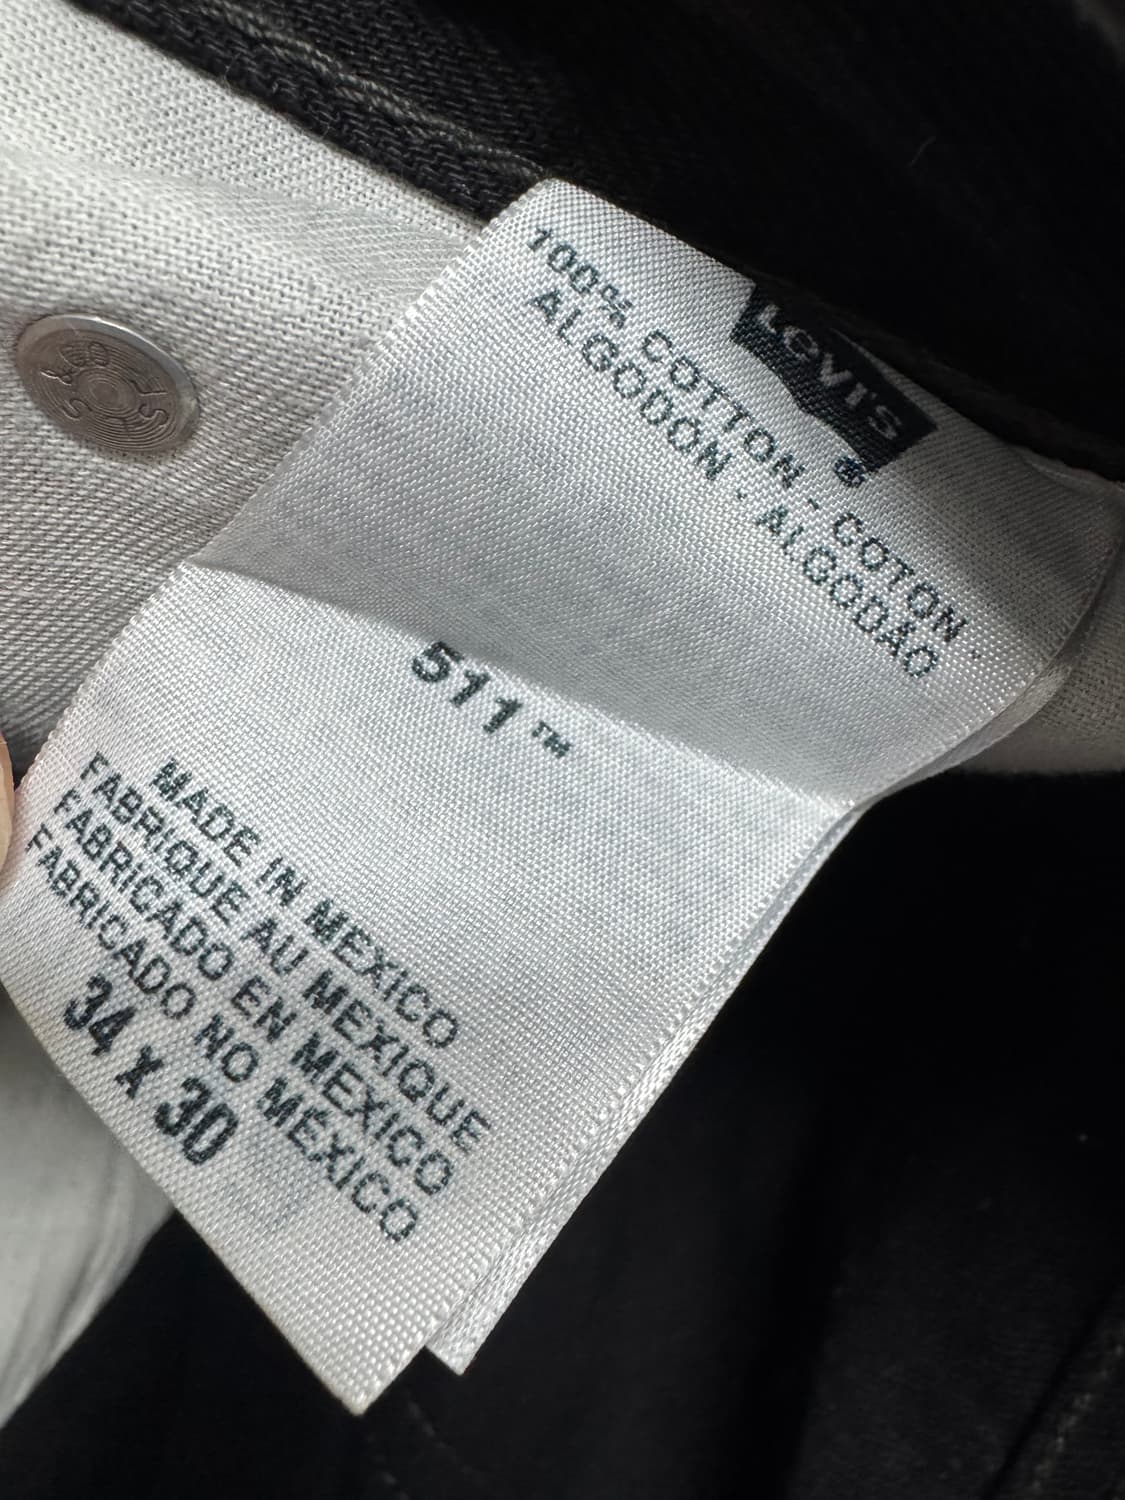 LEVI'S ®
100% COTTON - COTON
ALGODON - ALGODÃO
511™
MADE IN MEXICO
FABRIQUE AU MEXIQUE
FABRICADO EN MEXICO
FABRICADO NO MÉXICO
34 x 30